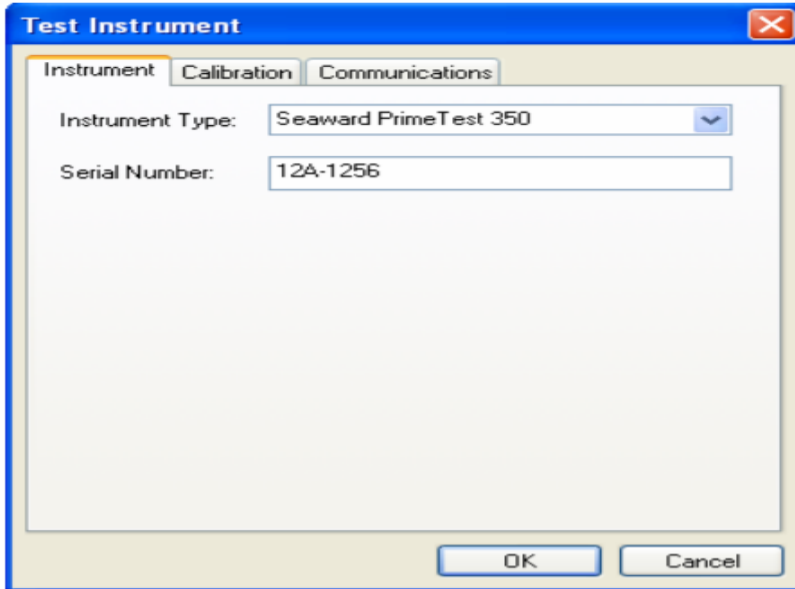 Test Instrument
Instrument Calibration Communications
Instrument Type: Seaward PrimeTest 350
Serial Number: 12A-1256
OK Cancel